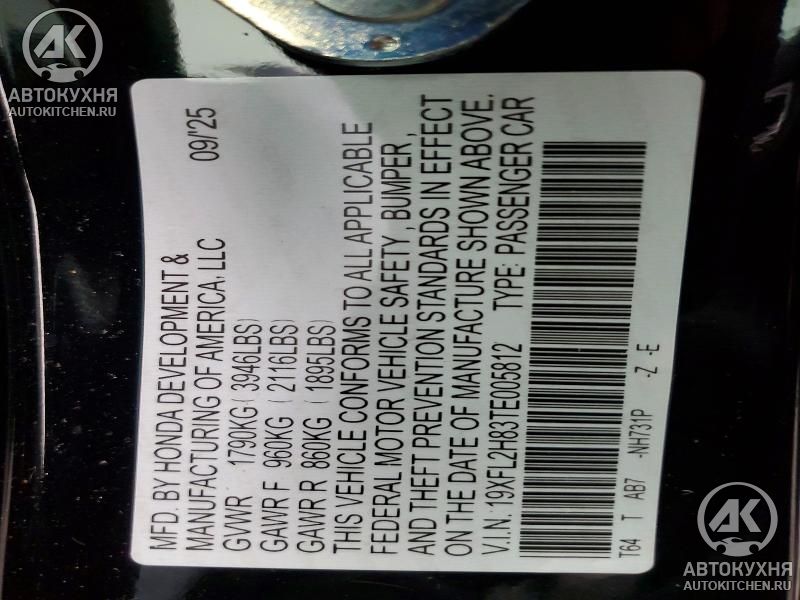 AK
АВТОКУХНЯ
AUTOKITCHEN.RU
MFD. BY HONDA DEVELOPMENT &
MANUFACTURING OF AMERICA, LLC 09/'25
GVWR 1790KG ( 3946LBS)
GAWR F 960KG ( 2116LBS)
GAWR R 860KG ( 1895LBS)
THIS VEHICLE CONFORMS TO ALL APPLICABLE
FEDERAL MOTOR VEHICLE SAFETY , BUMPER ,
AND THEFT PREVENTION STANDARDS IN EFFECT
ON THE DATE OF MANUFACTURE SHOWN ABOVE.
V.I.N. 19XFL2H83TE005812 TYPE: PASSENGER CAR
T64 T AB7 -NH731P -Z -E
AK
АВТОКУХНЯ
AUTOKITCHEN.RU